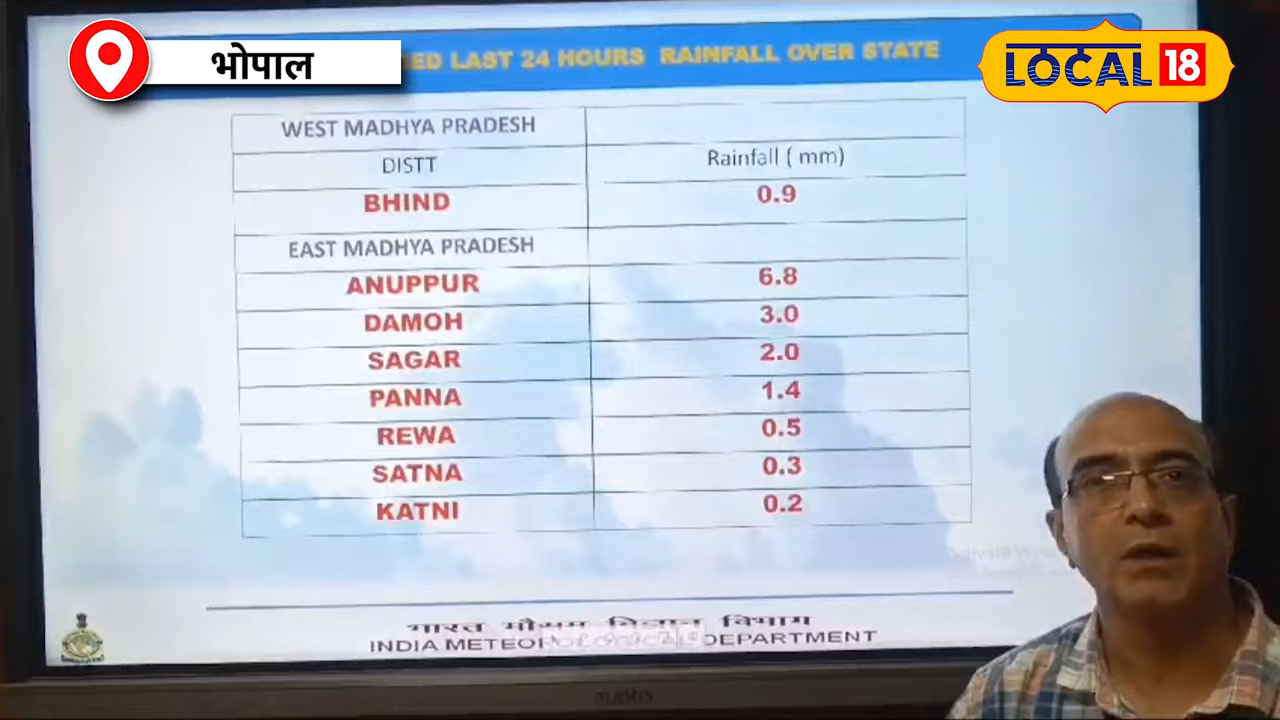 भोपाल
LAST 24 HOURS RAINFALL OVER STATE
LOCAL 18
WEST MADHYA PRADESH
DISTT Rainfall ( mm)
BHIND 0.9
EAST MADHYA PRADESH
ANUPPUR 6.8
DAMOH 3.0
SAGAR 2.0
PANNA 1.4
REWA 0.5
SATNA 0.3
KATNI 0.2
भारत मौसम विज्ञान विभाग
INDIA DEPARTMENT